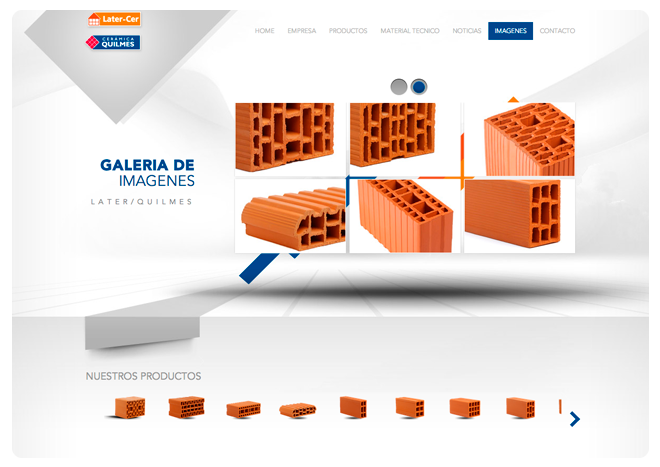 Later-Cer
CERAMICA
QUILMES
HOME EMPRESA PRODUCTOS MATERIAL TECNICO NOTICIAS IMAGENES CONTACTO
GALERIA DE
IMAGENES
LATER/QUILMES
NUESTROS PRODUCTOS